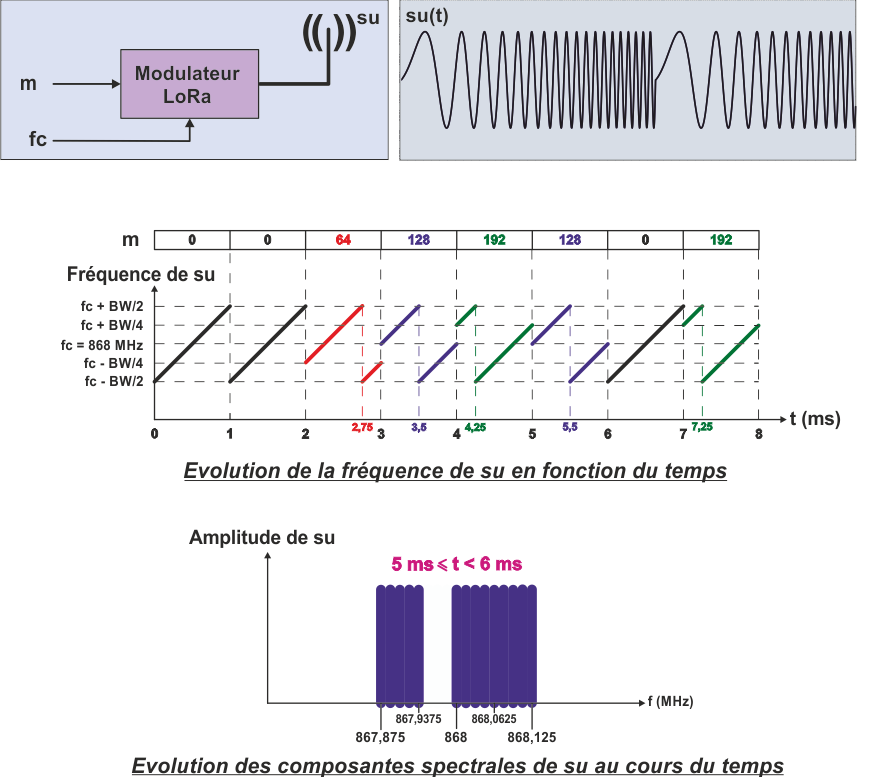 su
m
Modulateur
LoRa
fc
su(t)
m 0 0 64 128 192 128 0 192
Fréquence de su
fc + BW/2
fc + BW/4
fc = 868 MHz
fc - BW/4
fc - BW/2
0 1 2 2,75 3 3,5 4 4,25 5 5,5 6 7 7,25 8 t (ms)
Evolution de la fréquence de su en fonction du temps
Amplitude de su
5 ms ⩽ t < 6 ms
f (MHz)
867,9375 868,0625
867,875 868 868,125
Evolution des composantes spectrales de su au cours du temps